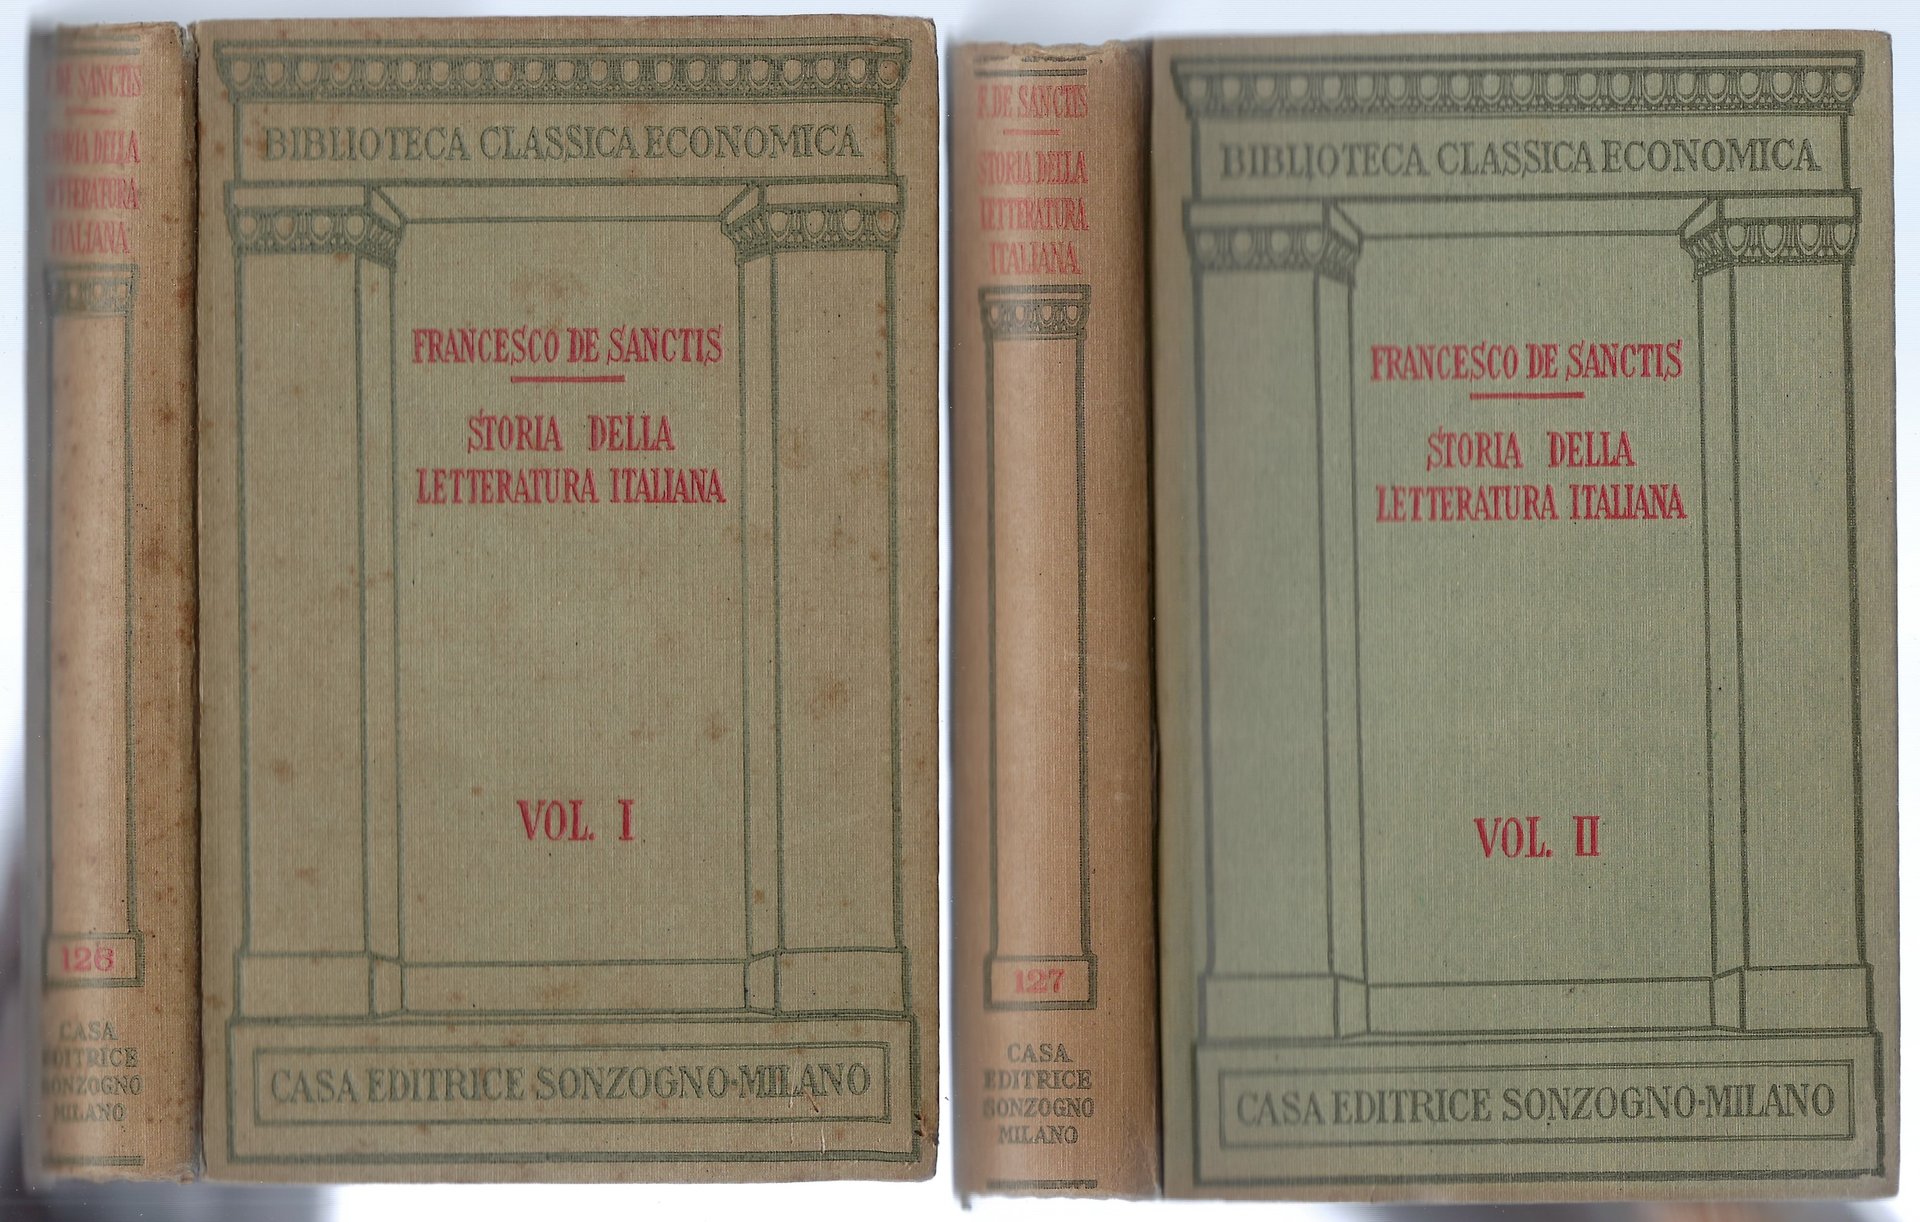 F. DE SANCTIS
STORIA DELLA
LETTERATURA
ITALIANA
126
CASA
EDITRICE
SONZOGNO
MILANO
BIBLIOTECA CLASSICA ECONOMICA
FRANCESCO DE SANCTIS
STORIA DELLA
LETTERATURA ITALIANA
VOL. I
CASA EDITRICE SONZOGNO-MILANO
F. DE SANCTIS
STORIA DELLA
LETTERATURA
ITALIANA
127
CASA
EDITRICE
SONZOGNO
MILANO
BIBLIOTECA CLASSICA ECONOMICA
FRANCESCO DE SANCTIS
STORIA DELLA
LETTERATURA ITALIANA
VOL. II
CASA EDITRICE SONZOGNO-MILANO